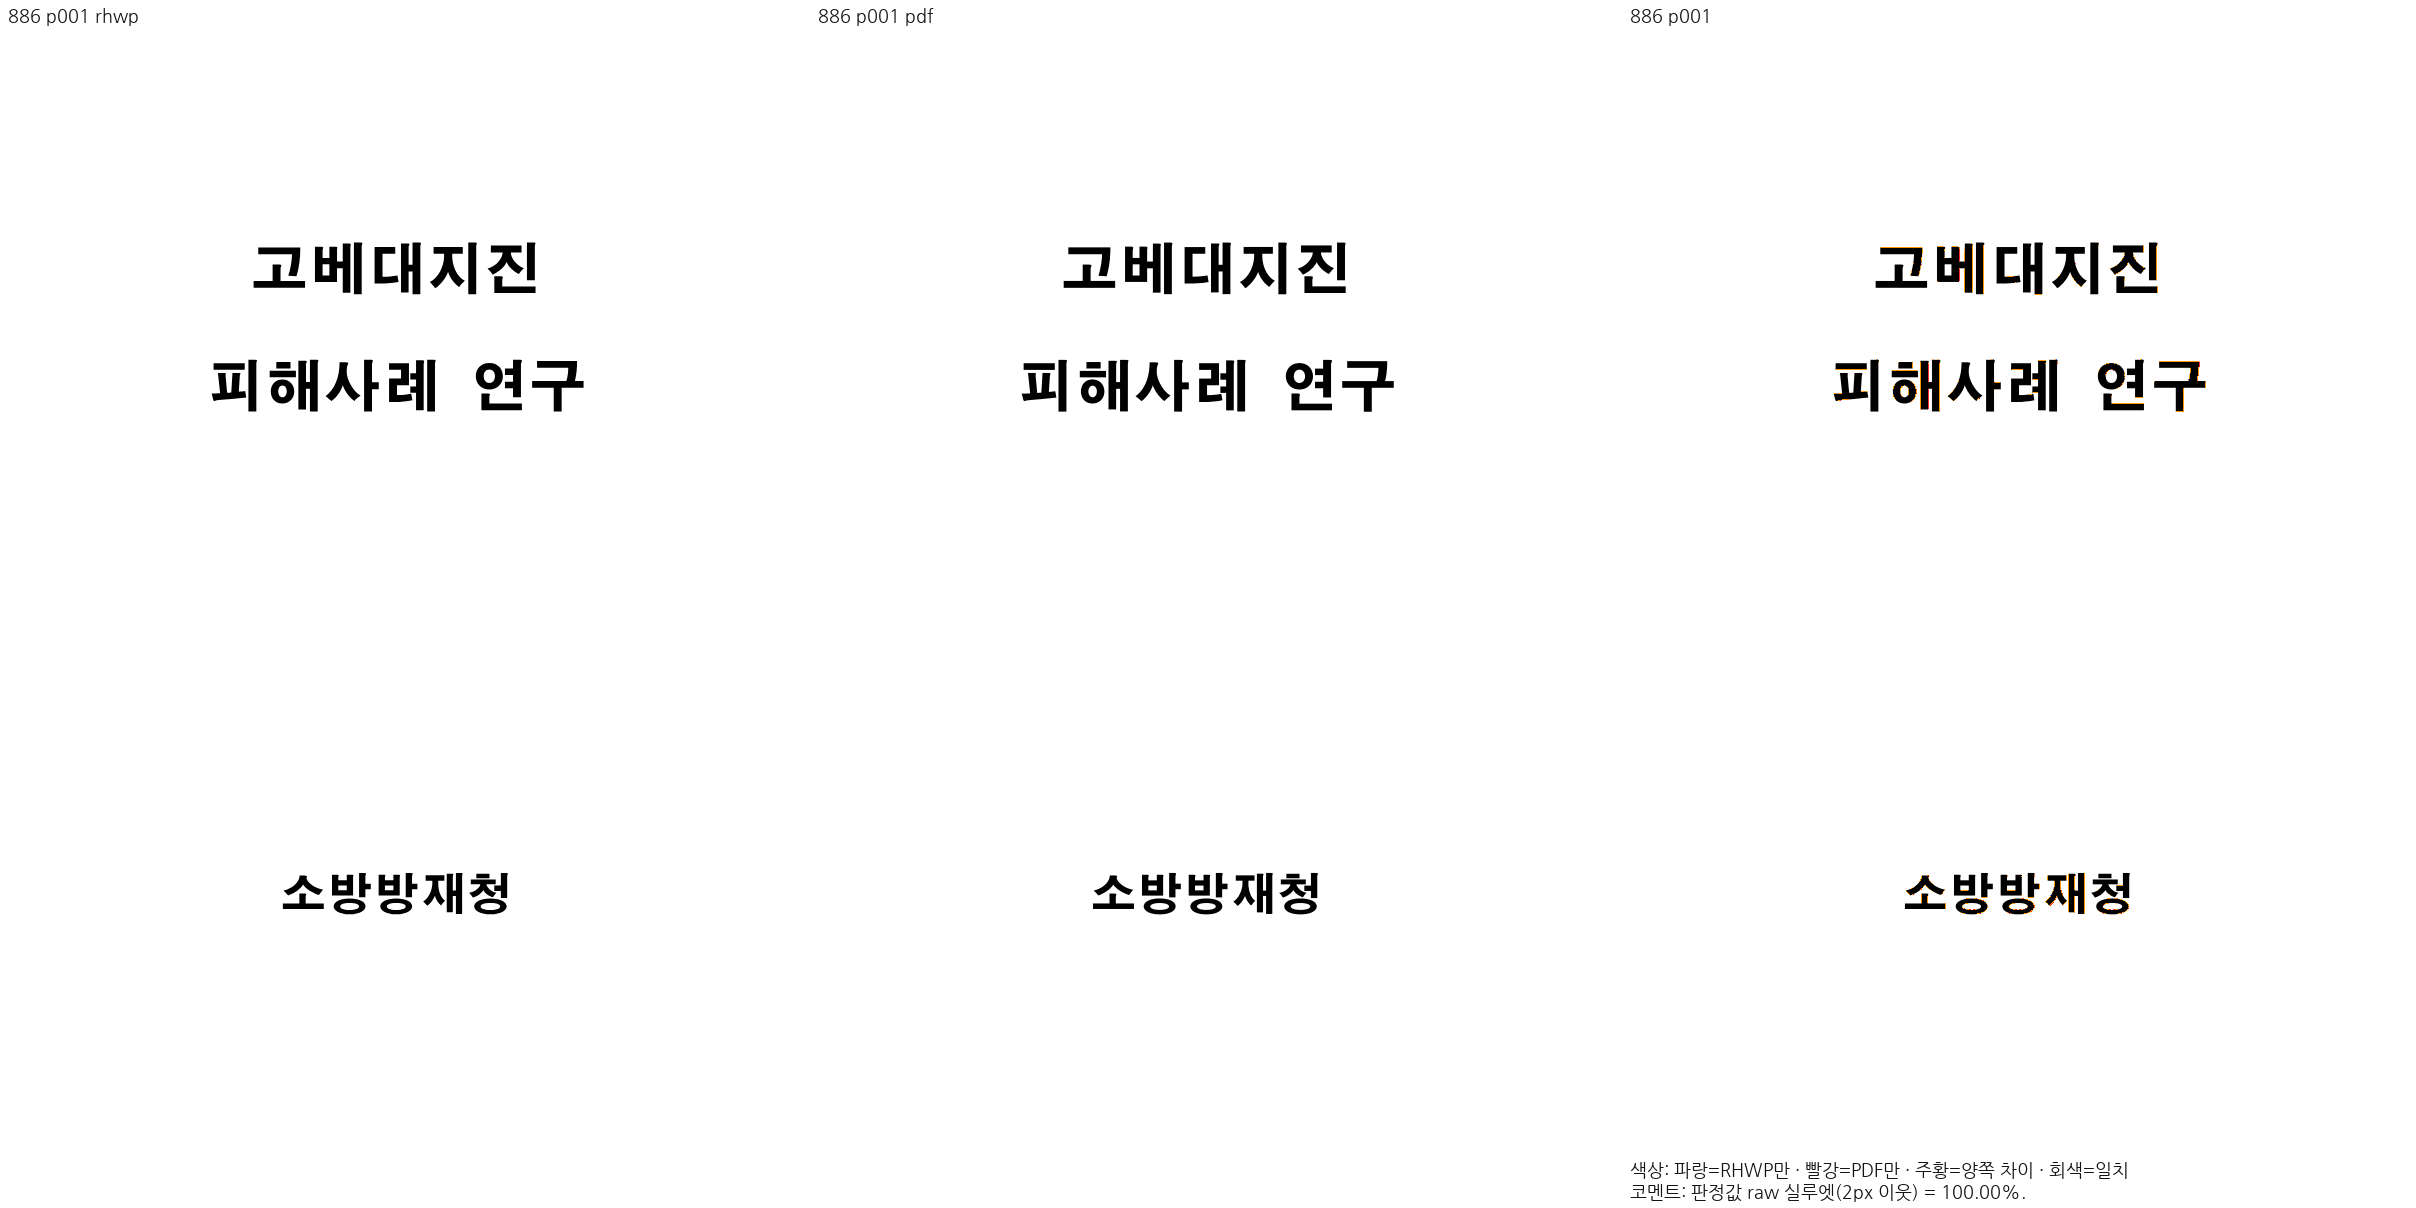 886 p001 rhwp
고베대지진
피해사례 연구
소방방재청
886 p001 pdf
고베대지진
피해사례 연구
소방방재청
886 p001
고베대지진
피해사례 연구
소방방재청
색상: 파랑=RHWP만 · 빨강=PDF만 · 주황=양쪽 차이 · 회색=일치
코멘트: 판정값 raw 실루엣(2px 이웃) = 100.00%.